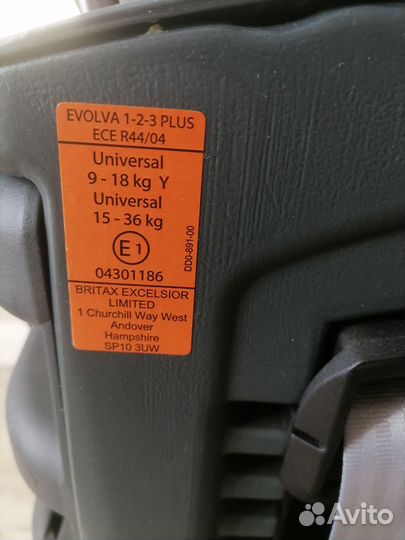 EVOLVA 1-2-3 PLUS
ECE R44/04
Universal
9 - 18 kg Y
Universal
15 - 36 kg
E1
04301186
DD0-891-00
BRITAX EXCELSIOR
LIMITED
1 Churchill Way West
Andover
Hampshire
SP10 3UW
Avito